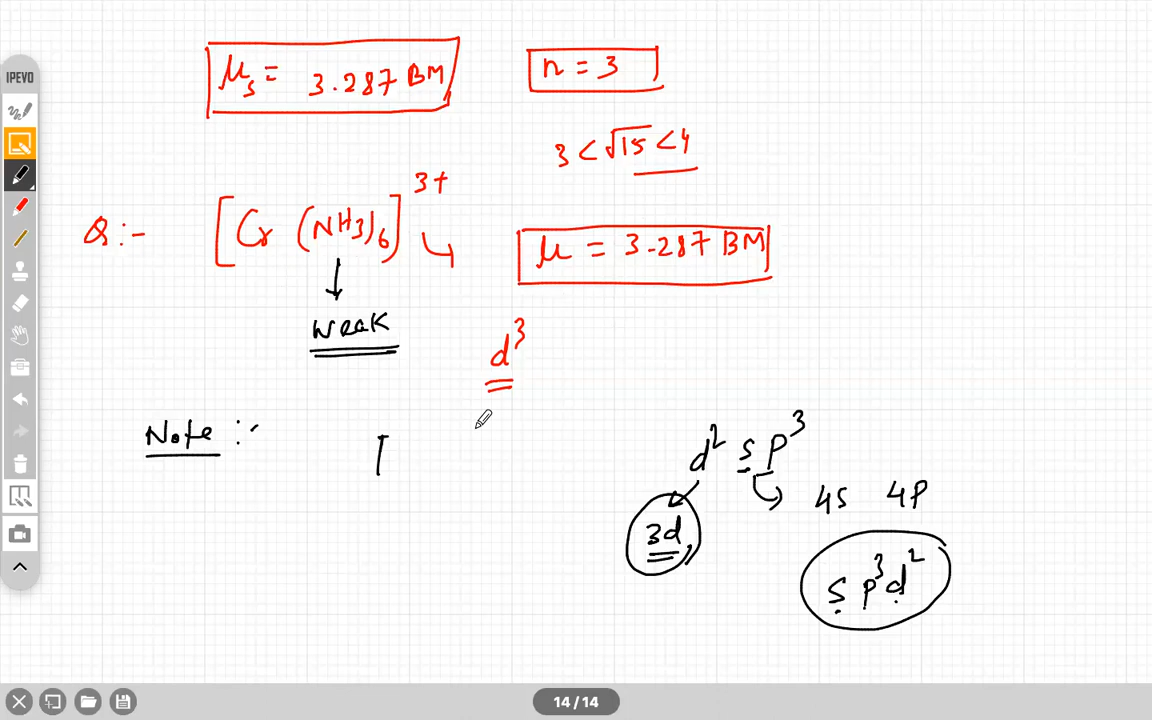 IPEVO
μs = 3.287 BM
n = 3
3 < √15 < 4
Q :- [Cr (NH3)6]³⁺
μ = 3.287 BM
weak
d³
Note :-
d² s p³
4s 4p
3d
s p³ d²
14 / 14